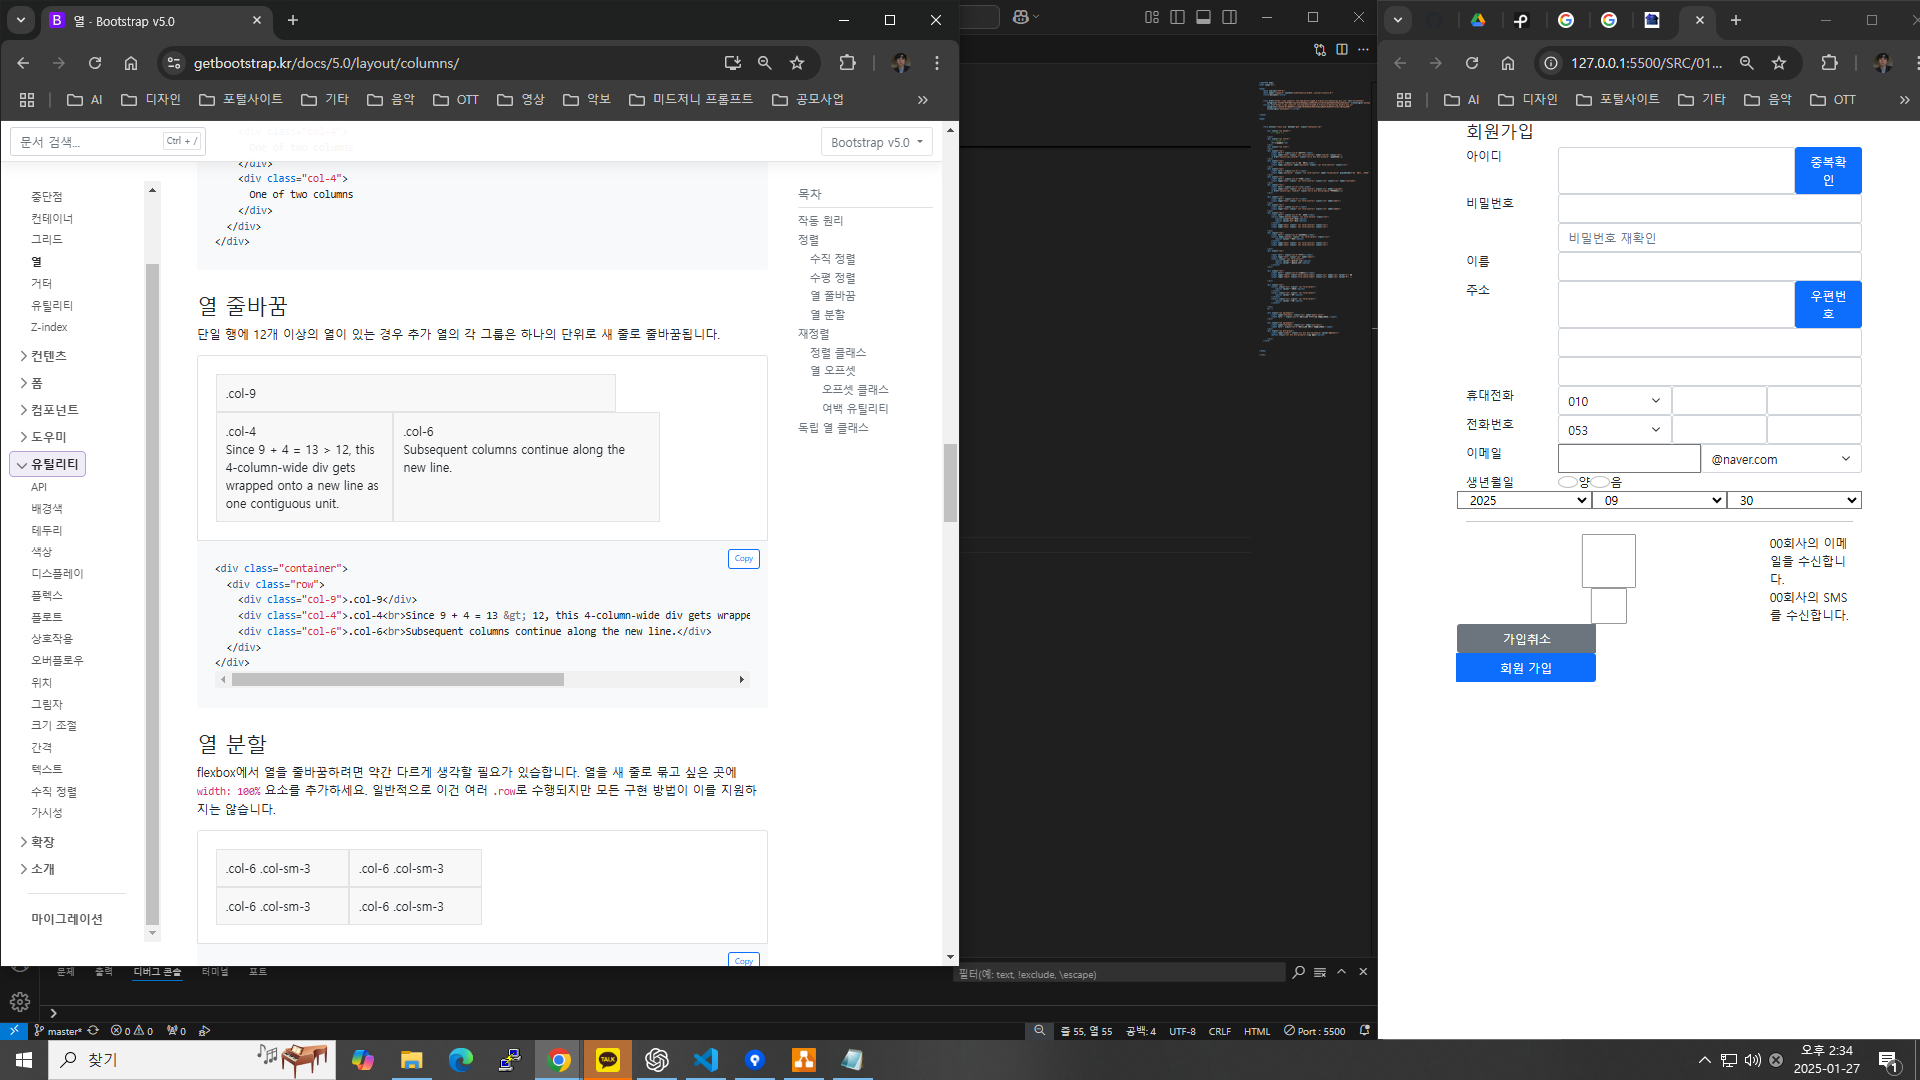 열 · Bootstrap v5.0
getbootstrap.kr/docs/5.0/layout/columns/
AI
디자인
포털사이트
기타
음악
OTT
영상
악보
미드저니 프롬프트
공모사업
문서 검색...
Ctrl + /
Bootstrap v5.0
중단점
컨테이너
그리드
열
거터
유틸리티
Z-index
컨텐츠
폼
컴포넌트
도우미
유틸리티
API
배경색
테두리
색상
디스플레이
플렉스
플로트
상호작용
오버플로우
위치
그림자
크기 조절
간격
텍스트
수직 정렬
가시성
확장
소개
마이그레이션
<div class="col-4">
One of two columns
</div>
<div class="col-4">
One of two columns
</div>
</div>
</div>
열 줄바꿈
단일 행에 12개 이상의 열이 있는 경우 추가 열의 각 그룹은 하나의 단위로 새 줄로 줄바꿈됩니다.
.col-9
.col-4
Since 9 + 4 = 13 > 12, this
4-column-wide div gets
wrapped onto a new line as
one contiguous unit.
.col-6
Subsequent columns continue along the
new line.
Copy
<div class="container">
<div class="row">
<div class="col-9">.col-9</div>
<div class="col-4">.col-4<br>Since 9 + 4 = 13 &gt; 12, this 4-column-wide div gets wrappe
<div class="col-6">.col-6<br>Subsequent columns continue along the new line.</div>
</div>
</div>
열 분할
flexbox에서 열을 줄바꿈하려면 약간 다르게 생각할 필요가 있습니다. 열을 새 줄로 묶고 싶은 곳에
width: 100% 요소를 추가하세요. 일반적으로 이건 여러 .row로 수행되지만 모든 구현 방법이 이를 지원하
지는 않습니다.
.col-6 .col-sm-3
.col-6 .col-sm-3
.col-6 .col-sm-3
.col-6 .col-sm-3
Copy
목차
작동 원리
정렬
수직 정렬
수평 정렬
열 줄바꿈
열 분할
재정렬
정렬 클래스
열 오프셋
오프셋 클래스
여백 유틸리티
독립 열 클래스
문제
출력
디버그 콘솔
터미널
포트
필터(예: text, !exclude, \escape)
master*
0
0
0
줄 55, 열 55
공백: 4
UTF-8
CRLF
HTML
Port : 5500
127.0.0.1:5500/SRC/01...
AI
디자인
포털사이트
기타
음악
OTT
회원가입
아이디
중복확
인
비밀번호
비밀번호 재확인
이름
주소
우편번
호
휴대전화
010
전화번호
053
이메일
@naver.com
생년월일
양
음
2025
09
30
00회사의 이메
일을 수신합니
다.
00회사의 SMS
를 수신합니다.
가입취소
회원 가입
찾기
TALK
오후 2:34
2025-01-27
1